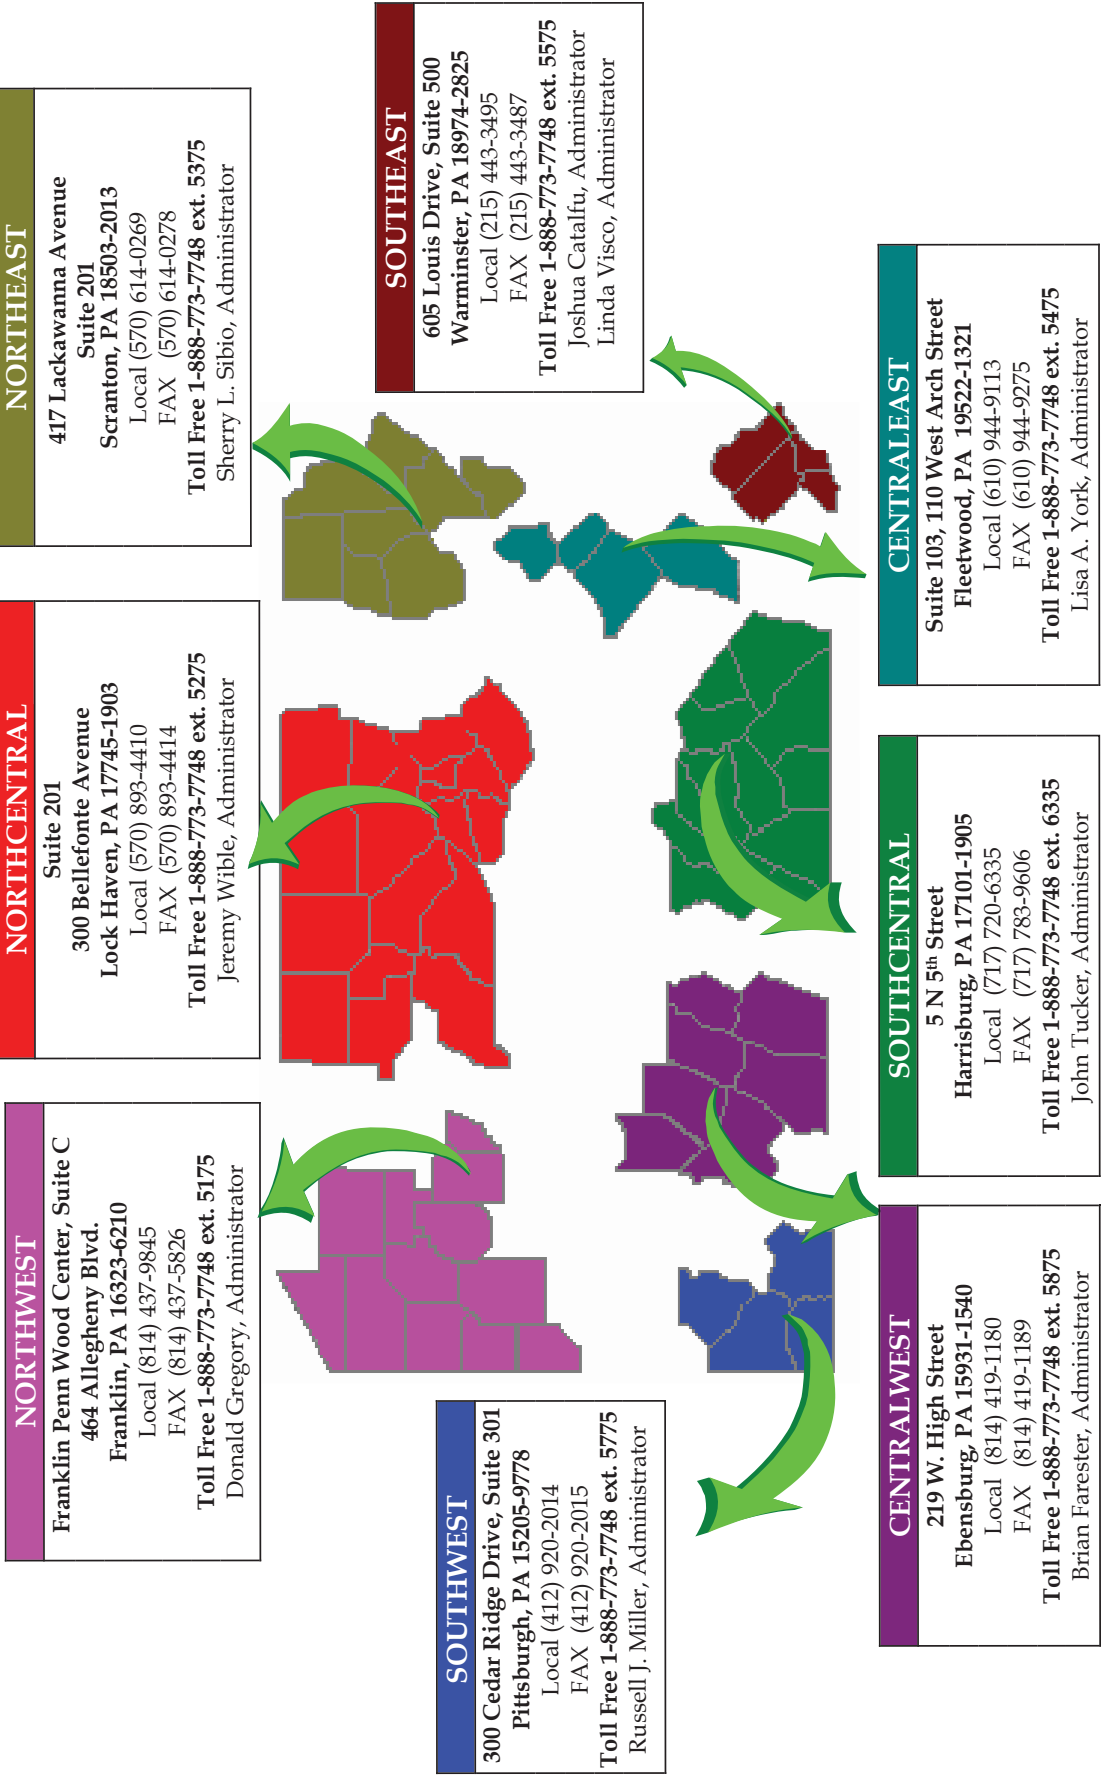 NORTHWEST
Franklin Penn Wood Center, Suite C
464 Allegheny Blvd.
Franklin, PA 16323-6210
Local (814) 437-9845
FAX (814) 437-5826
Toll Free 1-888-773-7748 ext. 5175
Donald Gregory, Administrator
NORTHCENTRAL
Suite 201
300 Bellefonte Avenue
Lock Haven, PA 17745-1903
Local (570) 893-4410
FAX (570) 893-4414
Toll Free 1-888-773-7748 ext. 5275
Jeremy Wible, Administrator
NORTHEAST
417 Lackawanna Avenue
Suite 201
Scranton, PA 18503-2013
Local (570) 614-0269
FAX (570) 614-0278
Toll Free 1-888-773-7748 ext. 5375
Sherry L. Sibio, Administrator
SOUTHWEST
300 Cedar Ridge Drive, Suite 301
Pittsburgh, PA 15205-9778
Local (412) 920-2014
FAX (412) 920-2015
Toll Free 1-888-773-7748 ext. 5775
Russell J. Miller, Administrator
SOUTHEAST
605 Louis Drive, Suite 500
Warminster, PA 18974-2825
Local (215) 443-3495
FAX (215) 443-3487
Toll Free 1-888-773-7748 ext. 5575
Joshua Catalfu, Administrator
Linda Visco, Administrator
CENTRALWEST
219 W. High Street
Ebensburg, PA 15931-1540
Local (814) 419-1180
FAX (814) 419-1189
Toll Free 1-888-773-7748 ext. 5875
Brian Farester, Administrator
SOUTHCENTRAL
5 N 5th Street
Harrisburg, PA 17101-1905
Local (717) 720-6335
FAX (717) 783-9606
Toll Free 1-888-773-7748 ext. 6335
John Tucker, Administrator
CENTRALEAST
Suite 103, 110 West Arch Street
Fleetwood, PA 19522-1321
Local (610) 944-9113
FAX (610) 944-9275
Toll Free 1-888-773-7748 ext. 5475
Lisa A. York, Administrator